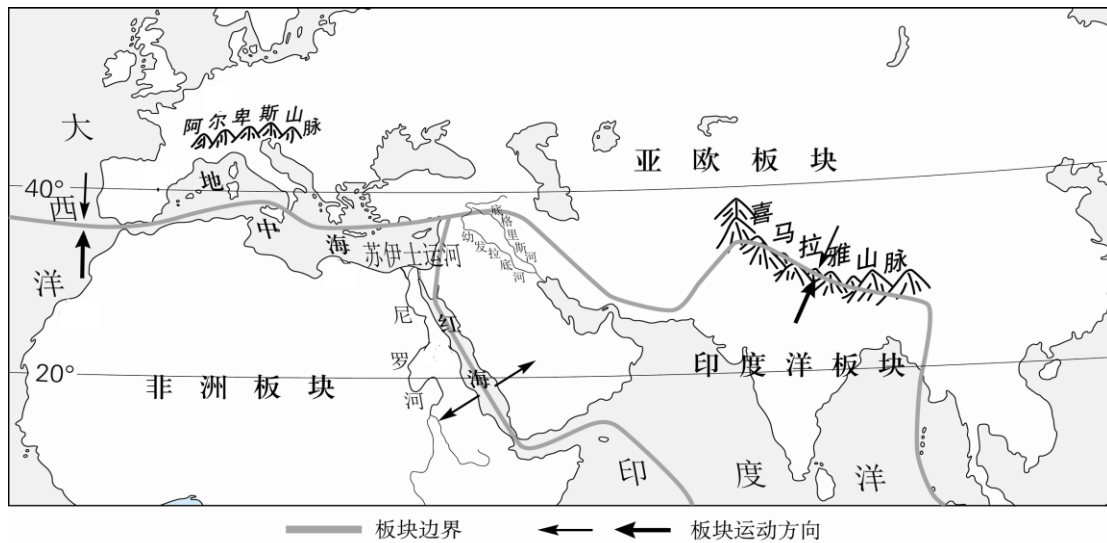 阿尔卑斯山脉
大西洋
亚欧板块
40°
地中海
喜马拉雅山脉
底格里斯河
幼发拉底河
苏伊士运河
尼罗河
红海
印度洋板块
20°
非洲板块
印度洋
板块边界
板块运动方向